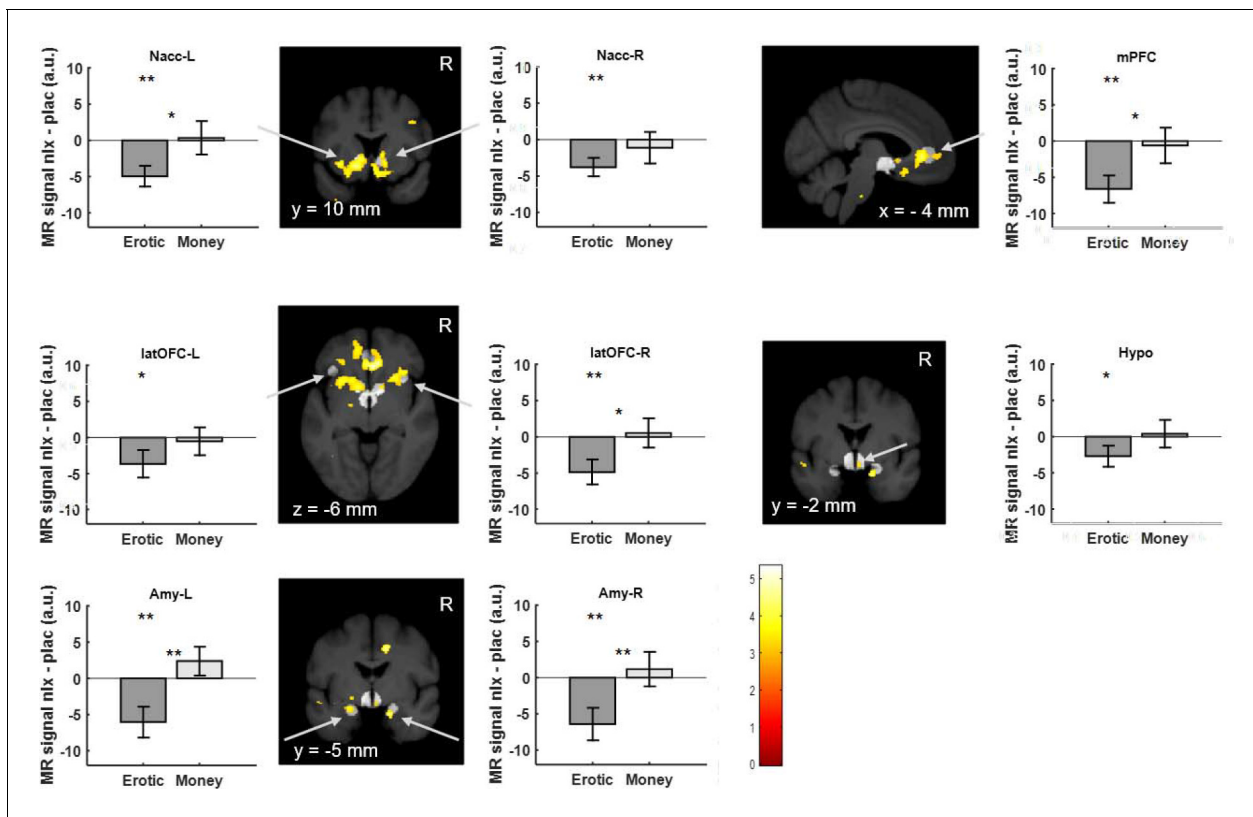 Nacc-L
MR signal nlx - plac (a.u.)
10
5
0
-5
-10
**
*
Erotic Money
R
y = 10 mm
Nacc-R
MR signal nlx - plac (a.u.)
10
5
0
-5
-10
**
Erotic Money
x = - 4 mm
mPFC
MR signal nlx - plac (a.u.)
10
5
0
-5
-10
**
*
Erotic Money
latOFC-L
MR signal nlx - plac (a.u.)
10
5
0
-5
-10
*
Erotic Money
R
z = -6 mm
latOFC-R
MR signal nlx - plac (a.u.)
10
5
0
-5
-10
**
*
Erotic Money
R
y = -2 mm
Hypo
MR signal nlx - plac (a.u.)
10
5
0
-5
-10
*
Erotic Money
Amy-L
MR signal nlx - plac (a.u.)
10
5
0
-5
-10
**
**
Erotic Money
R
y = -5 mm
Amy-R
MR signal nlx - plac (a.u.)
10
5
0
-5
-10
**
**
Erotic Money
5
4
3
2
1
0